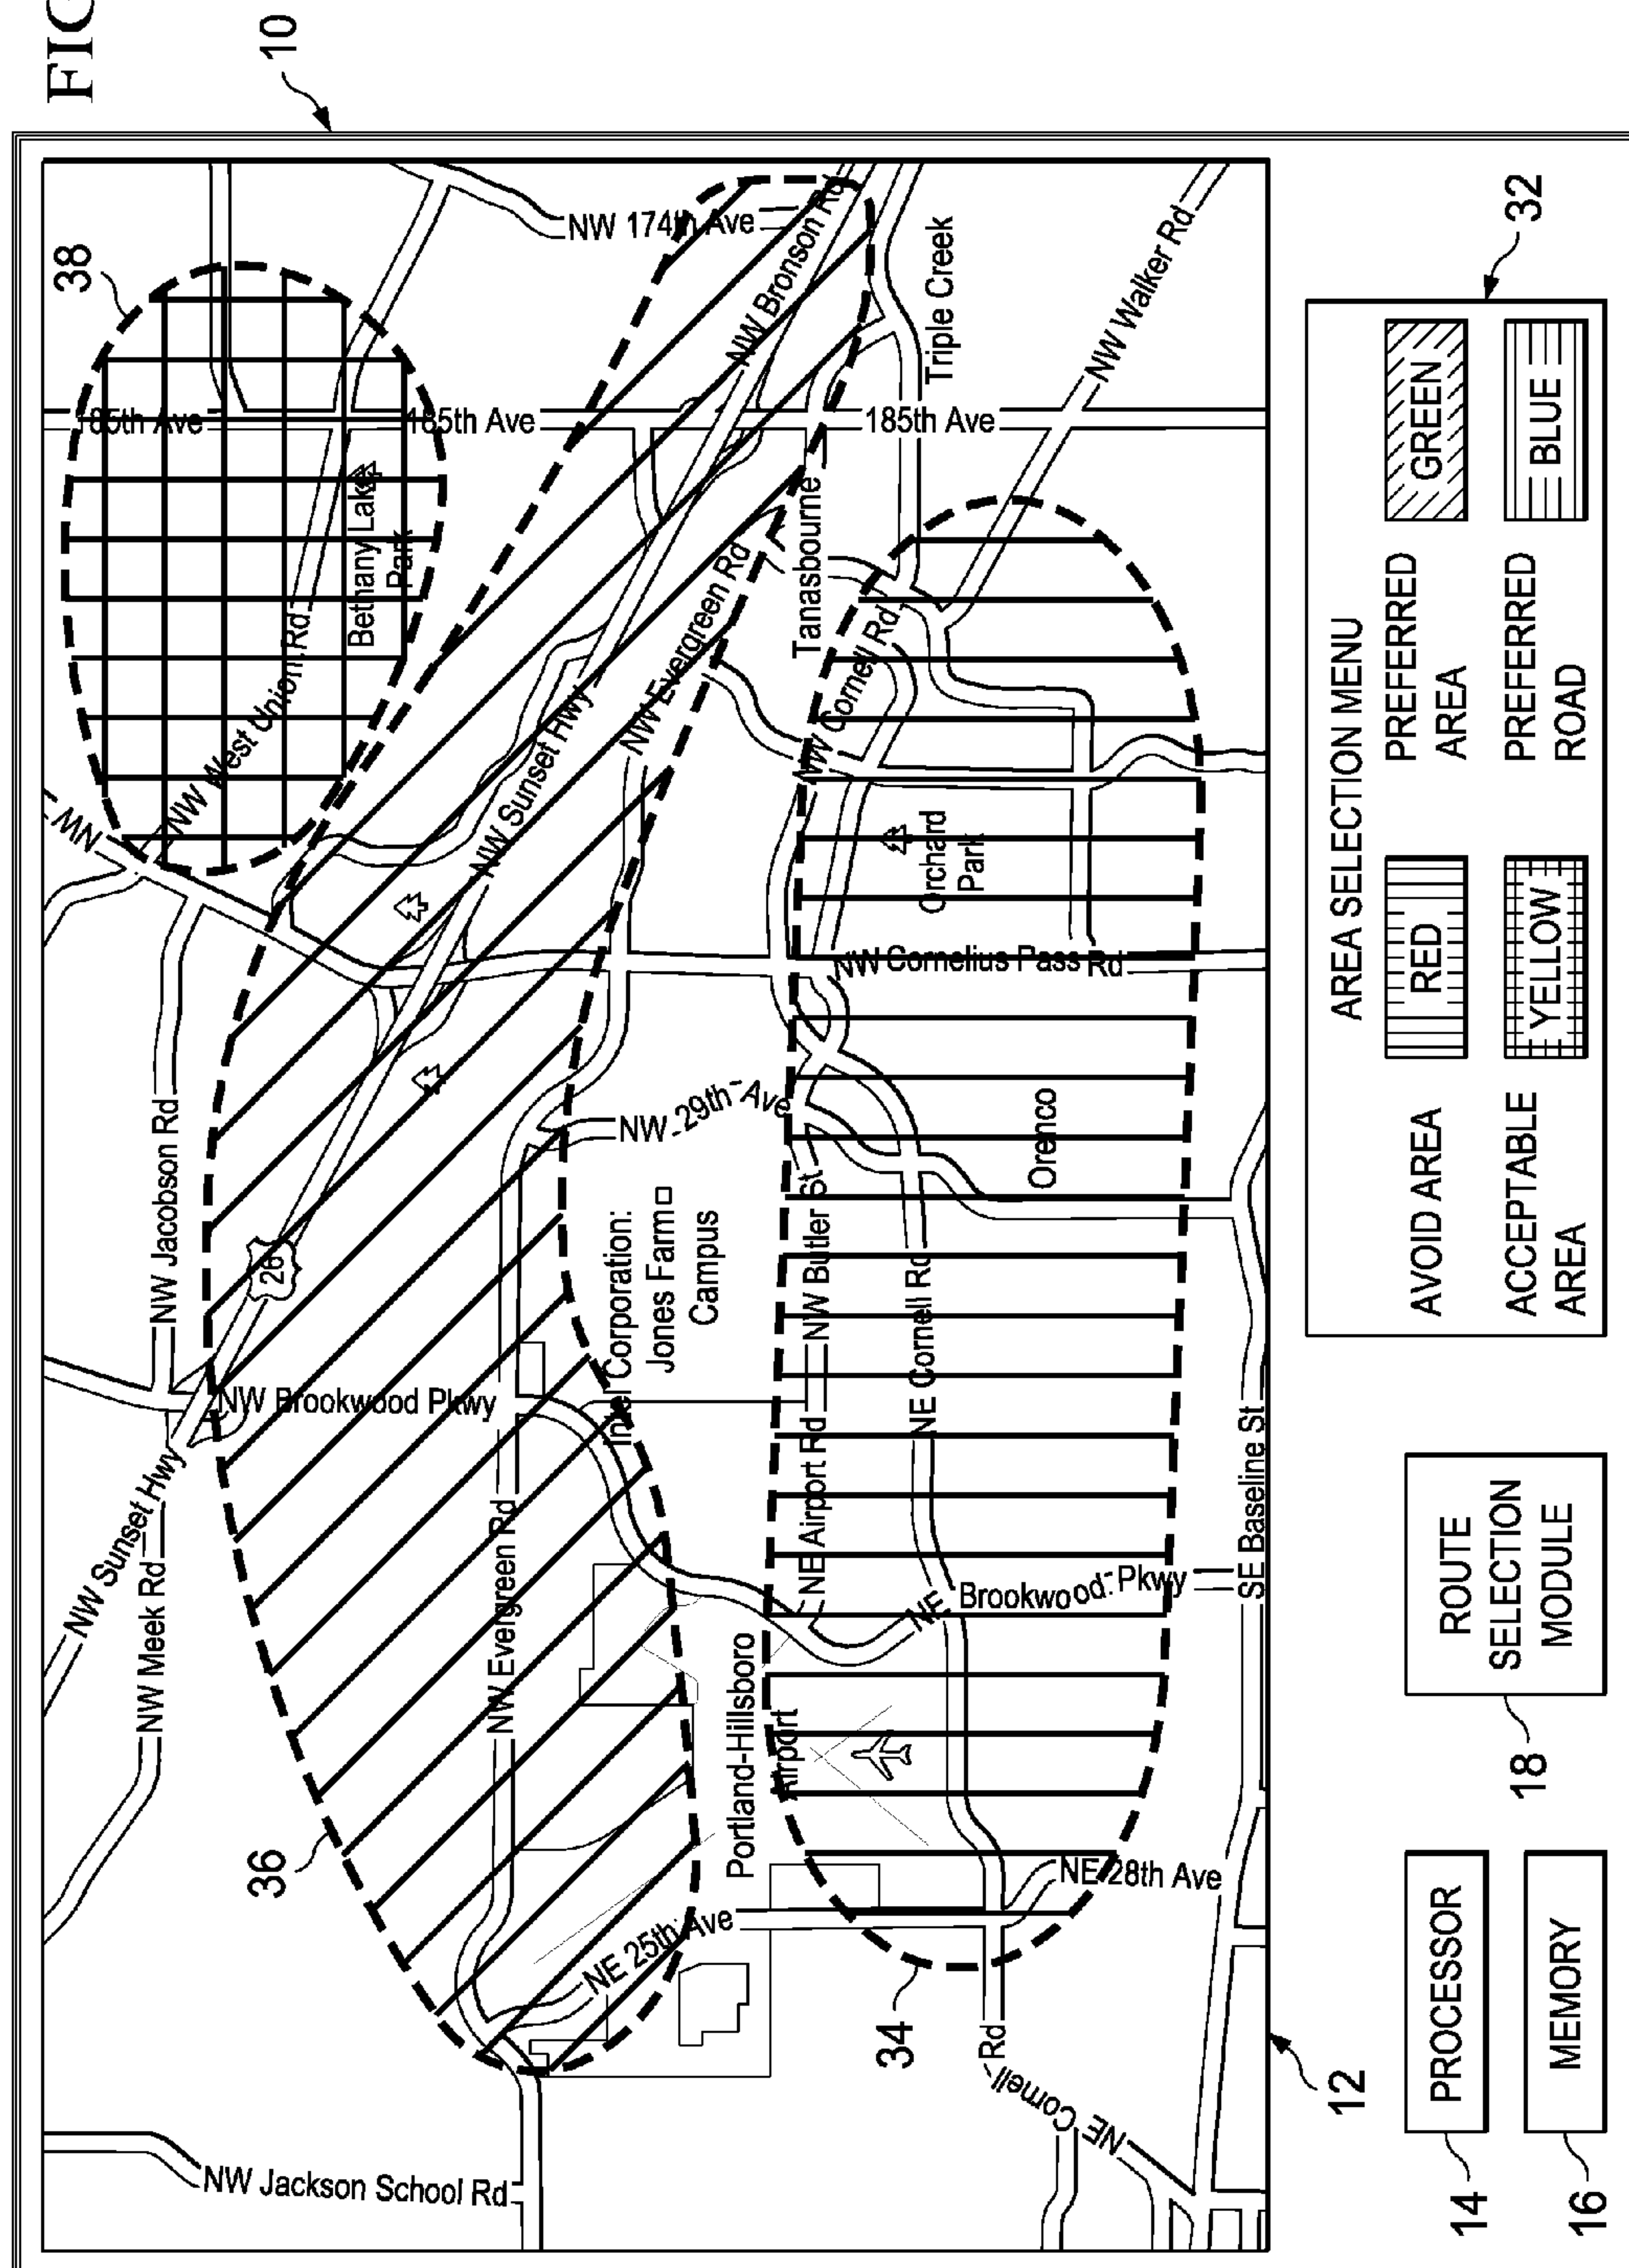 FIG
10
38
36
34
12
NW Sunset Hwy
NW Meek Rd
NW Jacobson Rd
NW
NW West Union Rd
185th Ave
185th Ave
185th Ave
Bethany Lake
Park
NW 174th Ave
NW Bronson Rd
26
NW Brookwood Pkwy
NW Sunset Hwy
NW Evergreen Rd
NW Evergreen Rd
NW Jackson School Rd
NE 25th Ave
Intel Corporation:
Jones Farm
Campus
NW 29th Ave
Portland-Hillsboro
Airport
NE Airport Rd
NW Butler St
NW Cornell Rd
Tanasbourne
Triple Creek
NW Walker Rd
NE Cornell Rd
NW Cornelius Pass Rd
Orchard
Park
Orenco
NE Brookwood Pkwy
NE 28th Ave
NE Cornell Rd
SE Baseline St
14
PROCESSOR
16
MEMORY
18
ROUTE
SELECTION
MODULE
32
AREA SELECTION MENU
AVOID AREA
RED
PREFERRED
AREA
GREEN
ACCEPTABLE
AREA
YELLOW
PREFERRED
ROAD
BLUE